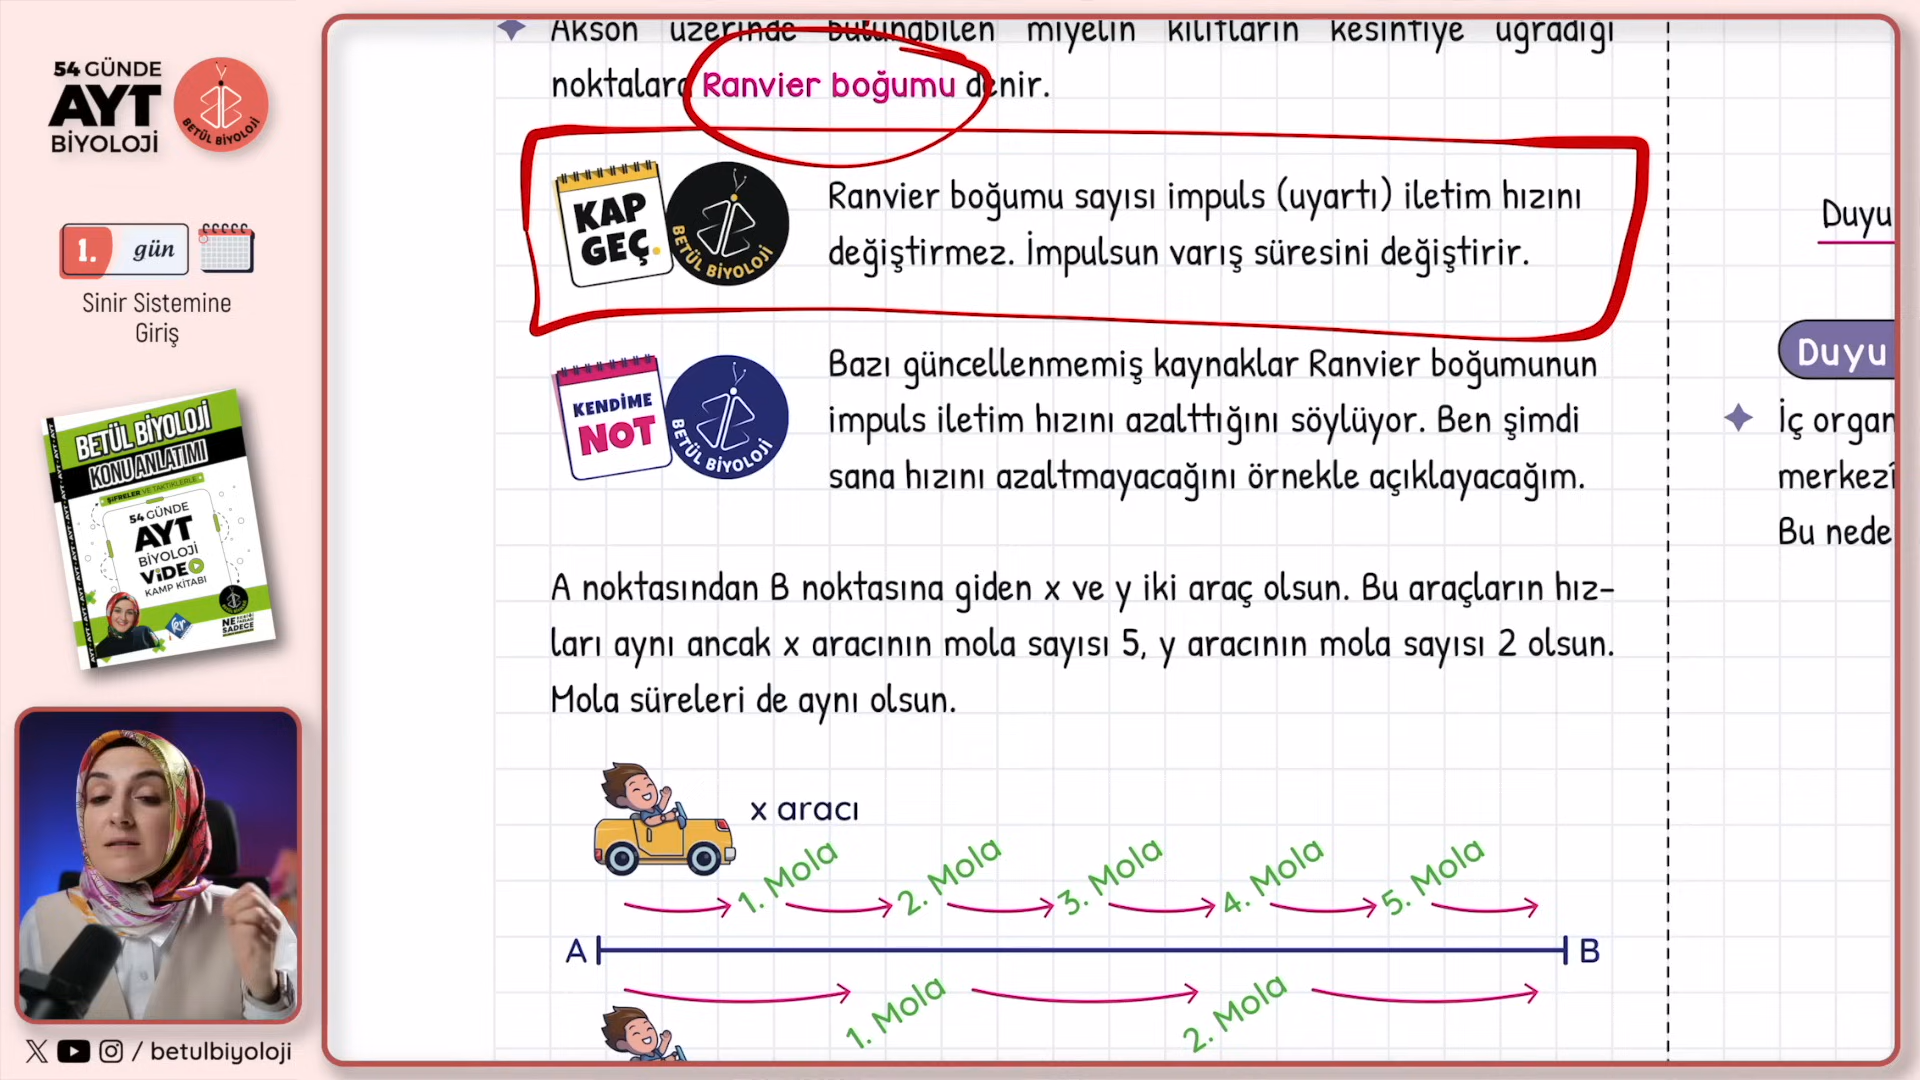 54 GÜNDE
AYT
BİYOLOJİ
BETÜL BİYOLOJİ
1. gün
Sinir Sistemine
Giriş
BETÜL BİYOLOJİ
KONU ANLATIMI
ŞİFRELER VE TAKTİKLERLE
54 GÜNDE
AYT
BİYOLOJİ
VİDEO
KAMP KİTABI
/ betulbiyoloji
Akson üzerinde bulunabilen miyelin kılıfların kesintiye uğradığı
noktalara Ranvier boğumu denir.
KAP
GEÇ.
BETÜL BİYOLOJİ
Ranvier boğumu sayısı impuls (uyartı) iletim hızını
değiştirmez. İmpulsun varış süresini değiştirir.
KENDİME
NOT
BETÜL BİYOLOJİ
Bazı güncellenmemiş kaynaklar Ranvier boğumunun
impuls iletim hızını azalttığını söylüyor. Ben şimdi
sana hızını azaltmayacağını örnekle açıklayacağım.
A noktasından B noktasına giden x ve y iki araç olsun. Bu araçların hız-
ları aynı ancak x aracının mola sayısı 5, y aracının mola sayısı 2 olsun.
Mola süreleri de aynı olsun.
x aracı
1. Mola 2. Mola 3. Mola 4. Mola 5. Mola
A B
1. Mola 2. Mola
Duyu
Duyu
İç organ
merkezî
Bu nede